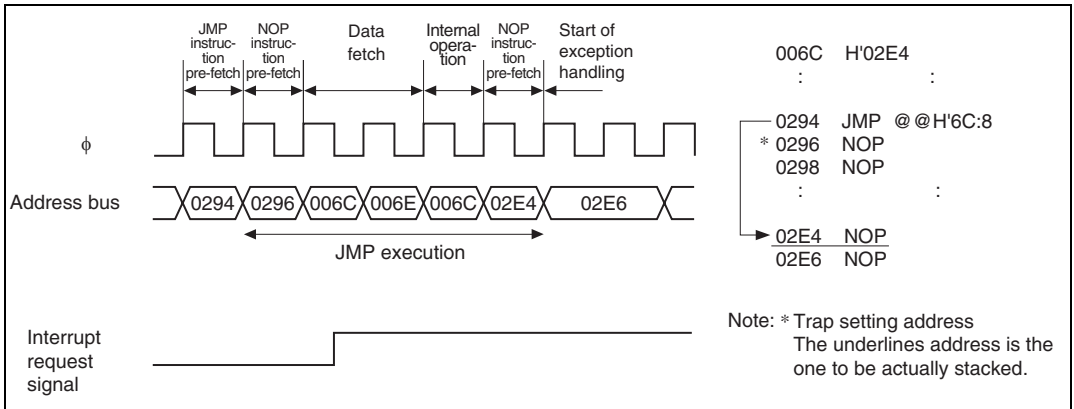 JMP
instruc-
tion
pre-fetch
NOP
instruc-
tion
pre-fetch
Data
fetch
Internal
opera-
tion
NOP
instruc-
tion
pre-fetch
Start of
exception
handling
φ
Address bus
0294 0296 006C 006E 006C 02E4 02E6
JMP execution
Interrupt
request
signal
006C H'02E4
: :
0294 JMP @@H'6C:8
* 0296 NOP
0298 NOP
: :
02E4 NOP
02E6 NOP
Note: * Trap setting address
The underlines address is the
one to be actually stacked.